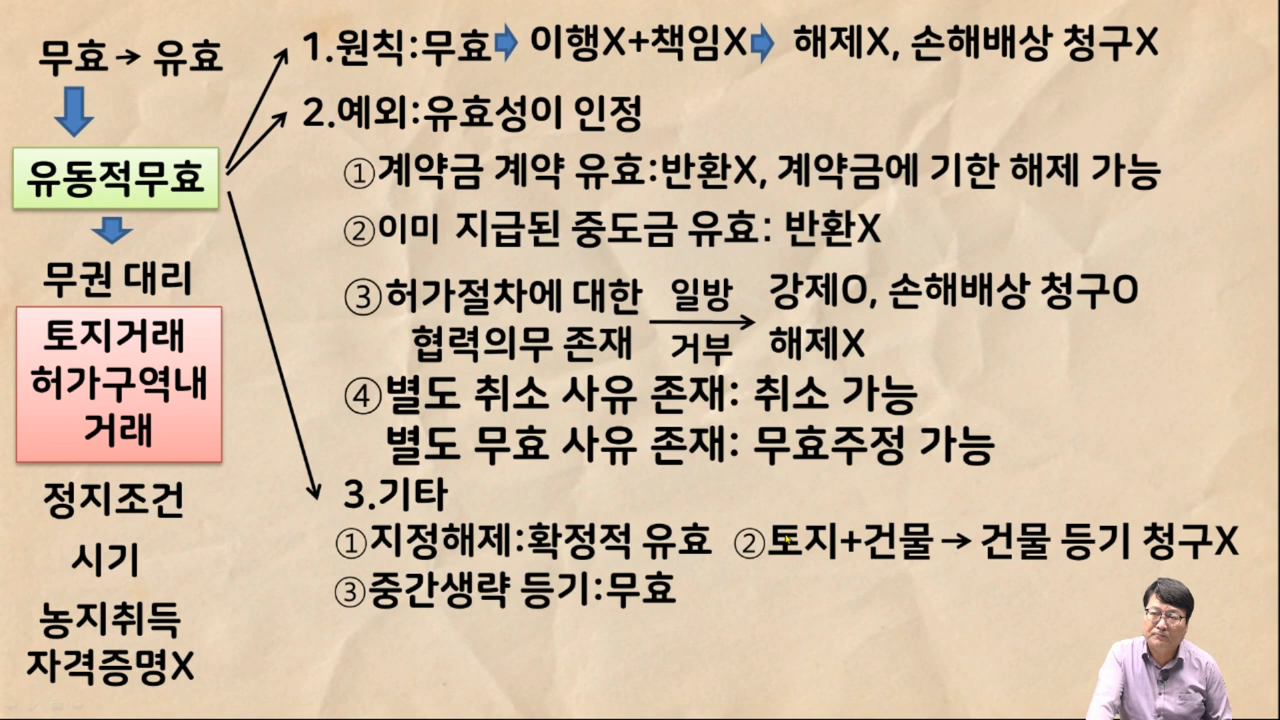 무효→ 유효
유동적무효
무권 대리
토지거래
허가구역내
거래
정지조건
시기
농지취득
자격증명X
1.원칙:무효 이행X+책임X 해제X, 손해배상 청구X
2.예외:유효성이 인정
①계약금 계약 유효:반환X, 계약금에 기한 해제 가능
②이미 지급된 중도금 유효: 반환X
③허가절차에 대한
협력의무 존재
일방
거부
강제O, 손해배상 청구O
해제X
④별도 취소 사유 존재: 취소 가능
별도 무효 사유 존재: 무효주정 가능
3.기타
①지정해제:확정적 유효 ②토지+건물→ 건물 등기 청구X
③중간생략 등기:무효